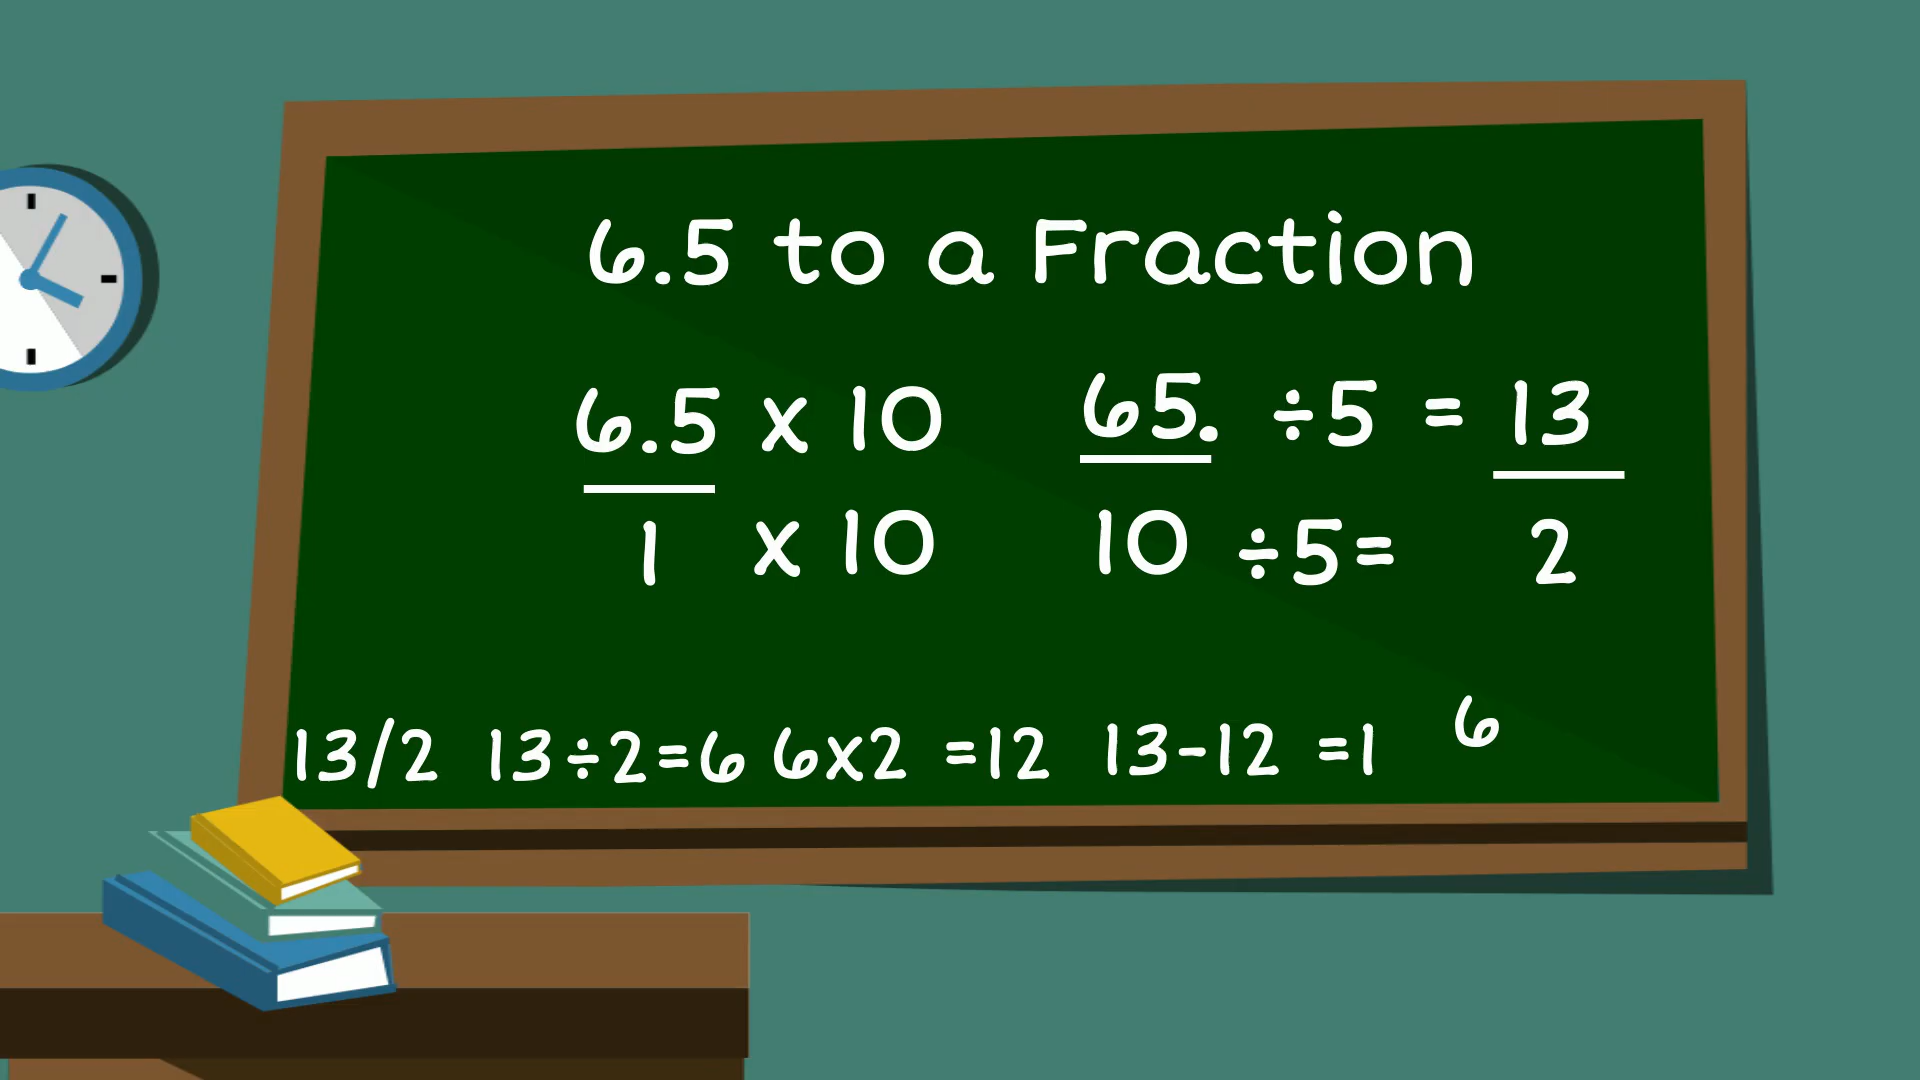 6.5 to a Fraction
6.5 x 10 65. ÷5 = 13
1 x 10 10 ÷5= 2
13/2 13÷2=6 6x2 =12 13-12 =1 6